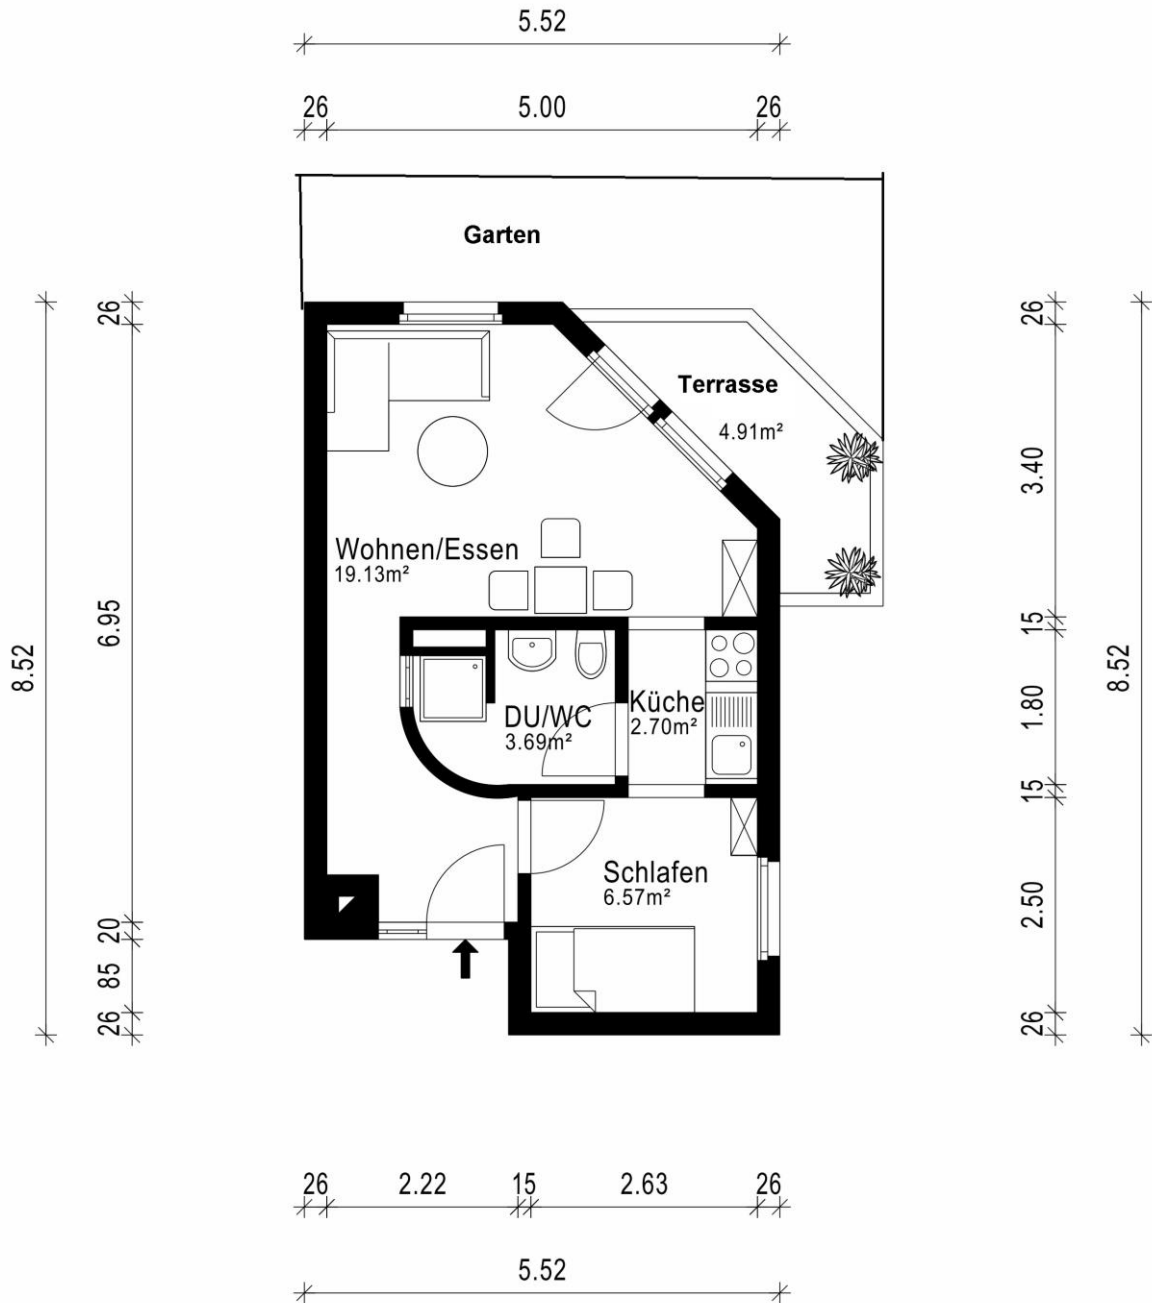 5.52
26 5.00 26
Garten
Terrasse
4.91m²
Wohnen/Essen
19.13m²
DU/WC
3.69m²
Küche
2.70m²
Schlafen
6.57m²
8.52
26
6.95
20
85
26
26
3.40
15
1.80
15
2.50
26
8.52
26 2.22 15 2.63 26
5.52